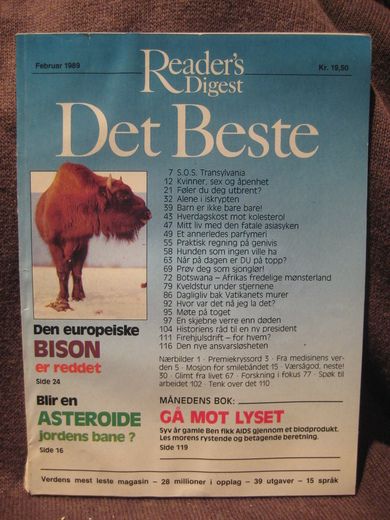 Februar 1989
Reader's
Digest
Kr. 19,50
Det Beste
7 S.O.S. Transylvania
12 Kvinner, sex og åpenhet
21 Føler du deg utbrent?
32 Alene i iskrypten
39 Barn er ikke bare bare!
43 Hverdagskost mot kolesterol
47 Mitt liv med den fatale asiasyken
49 Et annerledes parfymeri
55 Praktisk regning på genivis
58 Hunden som ingen ville ha
63 Når på dagen er DU på topp?
69 Prøv deg som sjonglør!
72 Botswana – Afrikas fredelige mønsterland
79 Kveldstur under stjernene
86 Dagligliv bak Vatikanets murer
92 Hvor var det nå jeg la det?
95 Møte på toget
97 En skjebne verre enn døden
104 Historiens råd til en ny president
111 Firehjulsdrift – for hvem?
116 Den nye ansvarsløsheten
Nærbilder 1 · Premiekryssord 3 · Fra medisinens ver-
den 5 · Mosjon for smilebåndet 15 · Værsågod, neste!
30 · Glimt fra livet 67 · Forskning i fokus 77 · Spøk til
arbeidet 102 · Tenk over det 110
Den europeiske
BISON
er reddet
Side 24
Blir en
ASTEROIDE
jordens bane ?
Side 16
MÅNEDENS BOK:
GÅ MOT LYSET
Syv år gamle Ben fikk AIDS gjennom et blodprodukt.
Les morens rystende og betagende beretning.
Side 119
Verdens mest leste magasin – 28 millioner i opplag – 39 utgaver – 15 språk